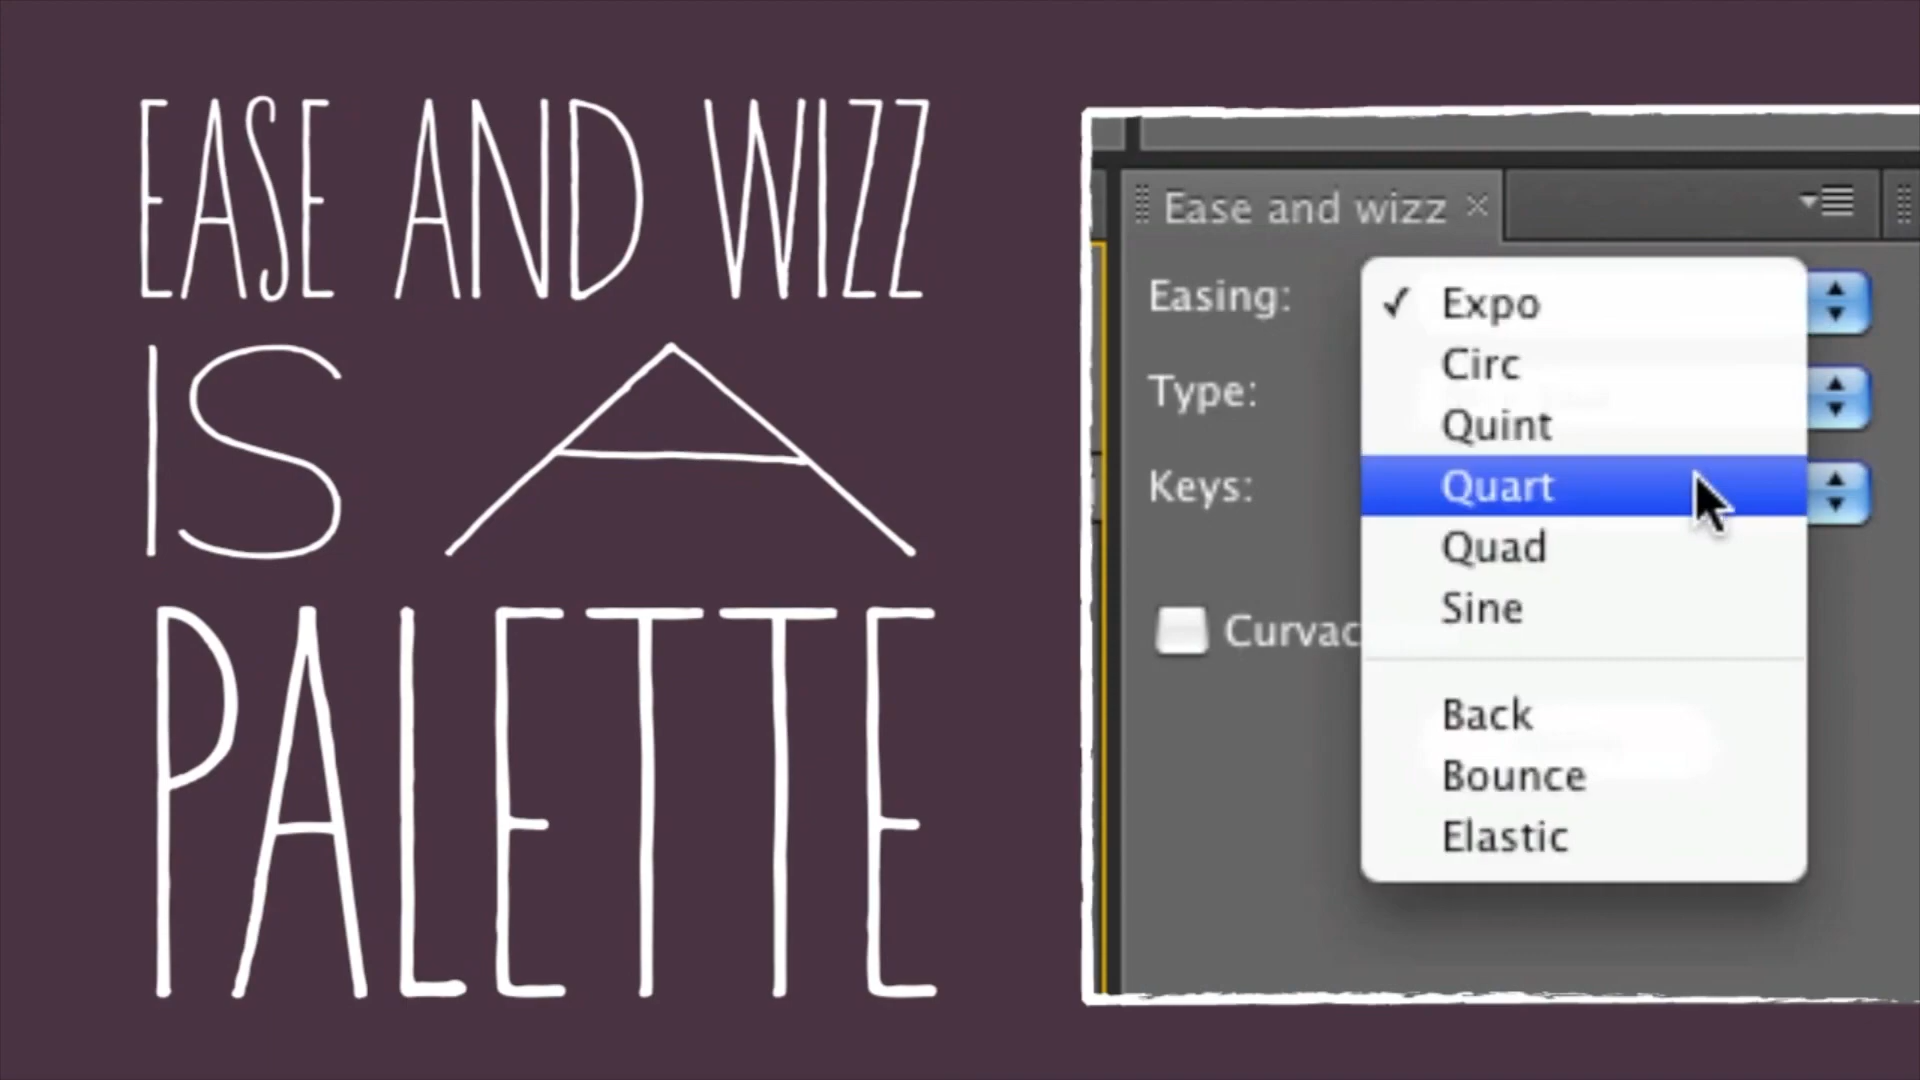 EASE AND WIZZ
IS A
PALETTE
Ease and wizz
Easing:
Type:
Keys:
Curvac
✓ Expo
Circ
Quint
Quart
Quad
Sine
Back
Bounce
Elastic